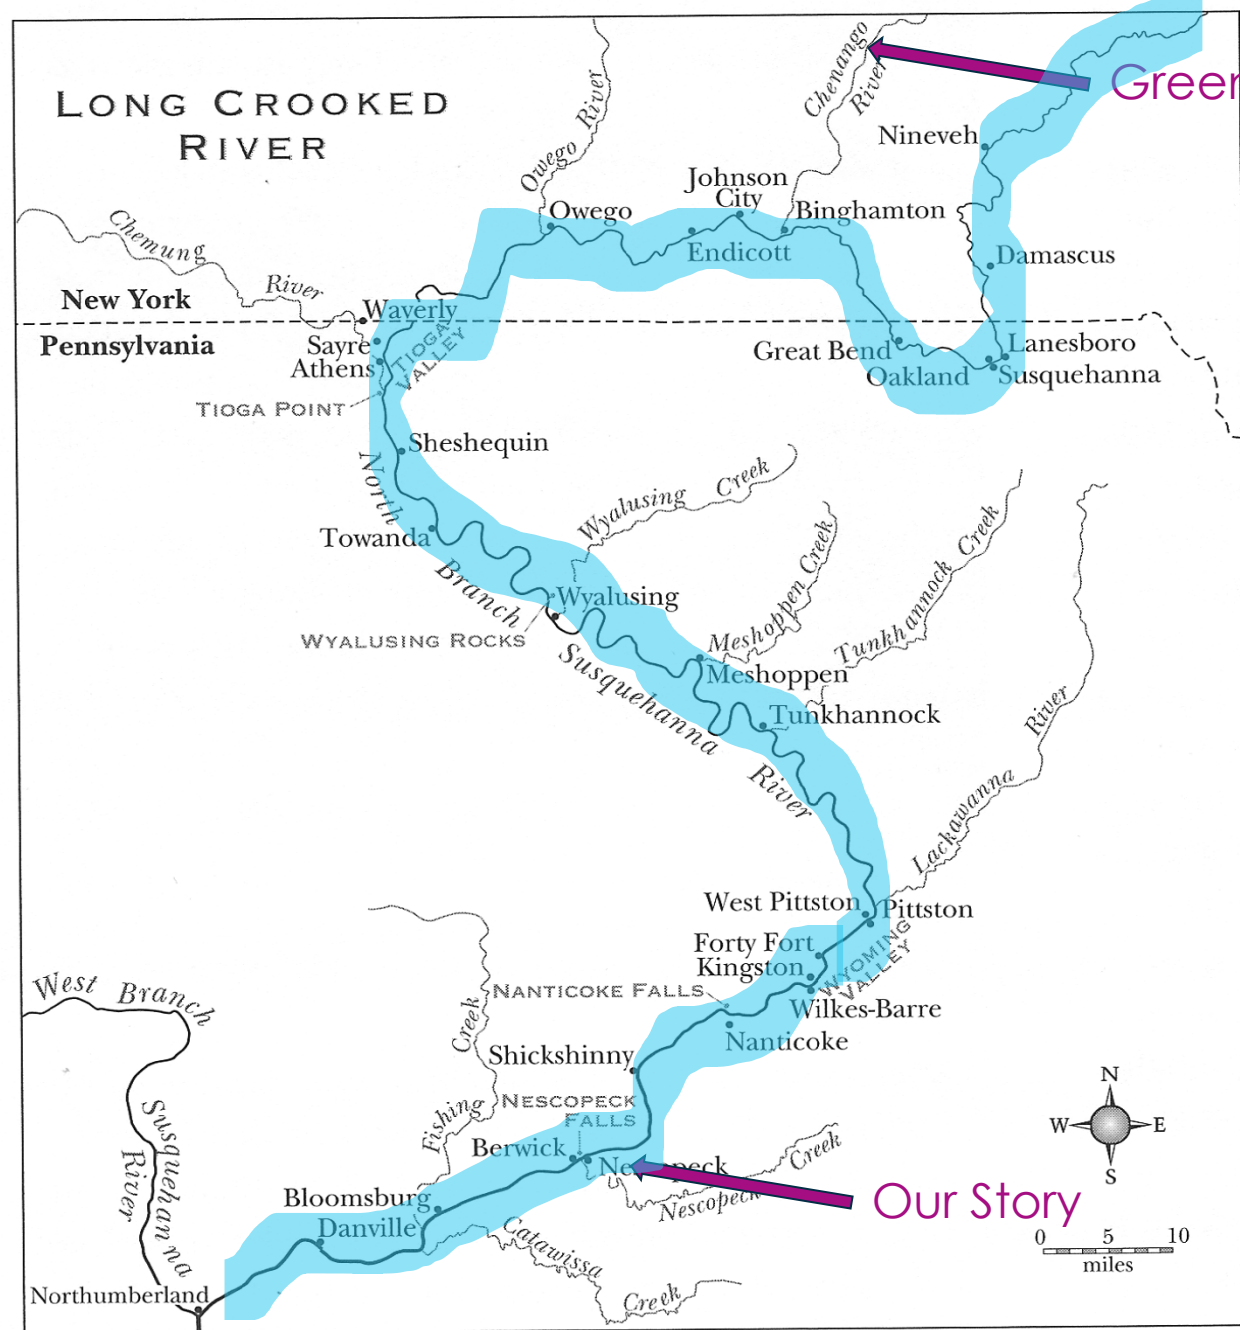 LONG CROOKED
RIVER
Chenango
River
Green
Owego River
Nineveh
Johnson
City
Chemung
River
Owego
Binghamton
Endicott
Damascus
New York
Waverly
Pennsylvania
Sayre
Athens
TIOGA
VALLEY
Great Bend
Lanesboro
Oakland
Susquehanna
TIOGA POINT
Sheshequin
North
Branch
Susquehanna
River
Wyalusing Creek
Towanda
Meshoppen Creek
Tunkhannock Creek
Wyalusing
WYALUSING ROCKS
Meshoppen
Tunkhannock
Lackawanna
River
West Pittston
Pittston
Forty Fort
Kingston
WYOMING
VALLEY
NANTICOKE FALLS
Wilkes-Barre
Nanticoke
West Branch
Susquehanna
River
Fishing
Creek
Shickshinny
NESCOPECK
FALLS
Berwick
Nescopeck
Creek
Our Story
Bloomsburg
Danville
Catawissa
Creek
Northumberland
N
W
E
S
0 5 10
miles